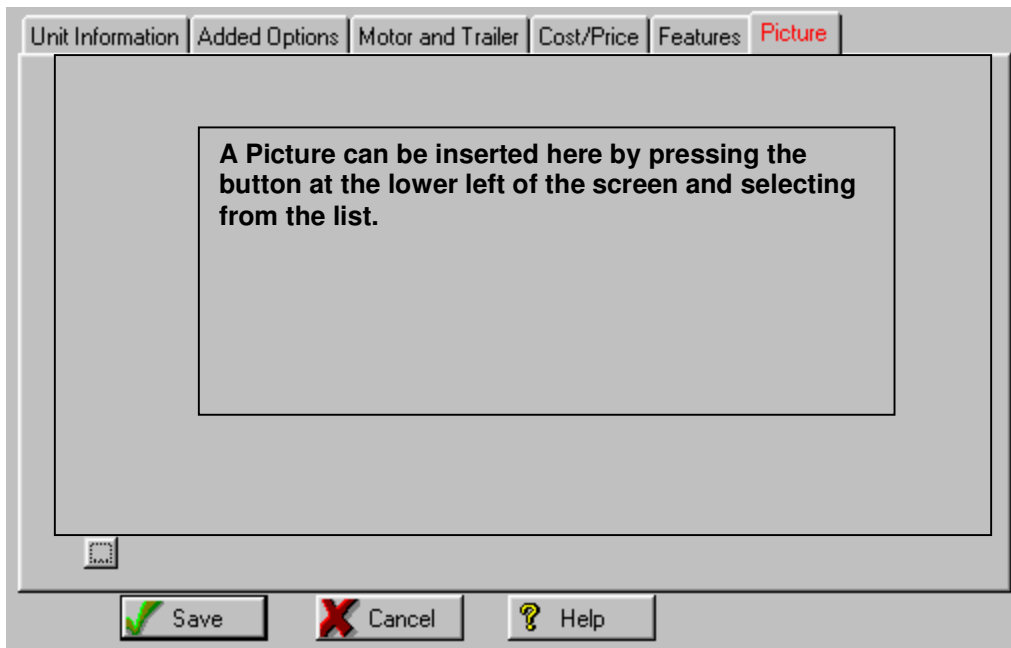 Unit Information Added Options Motor and Trailer Cost/Price Features Picture
A Picture can be inserted here by pressing the
button at the lower left of the screen and selecting
from the list.
Save Cancel Help